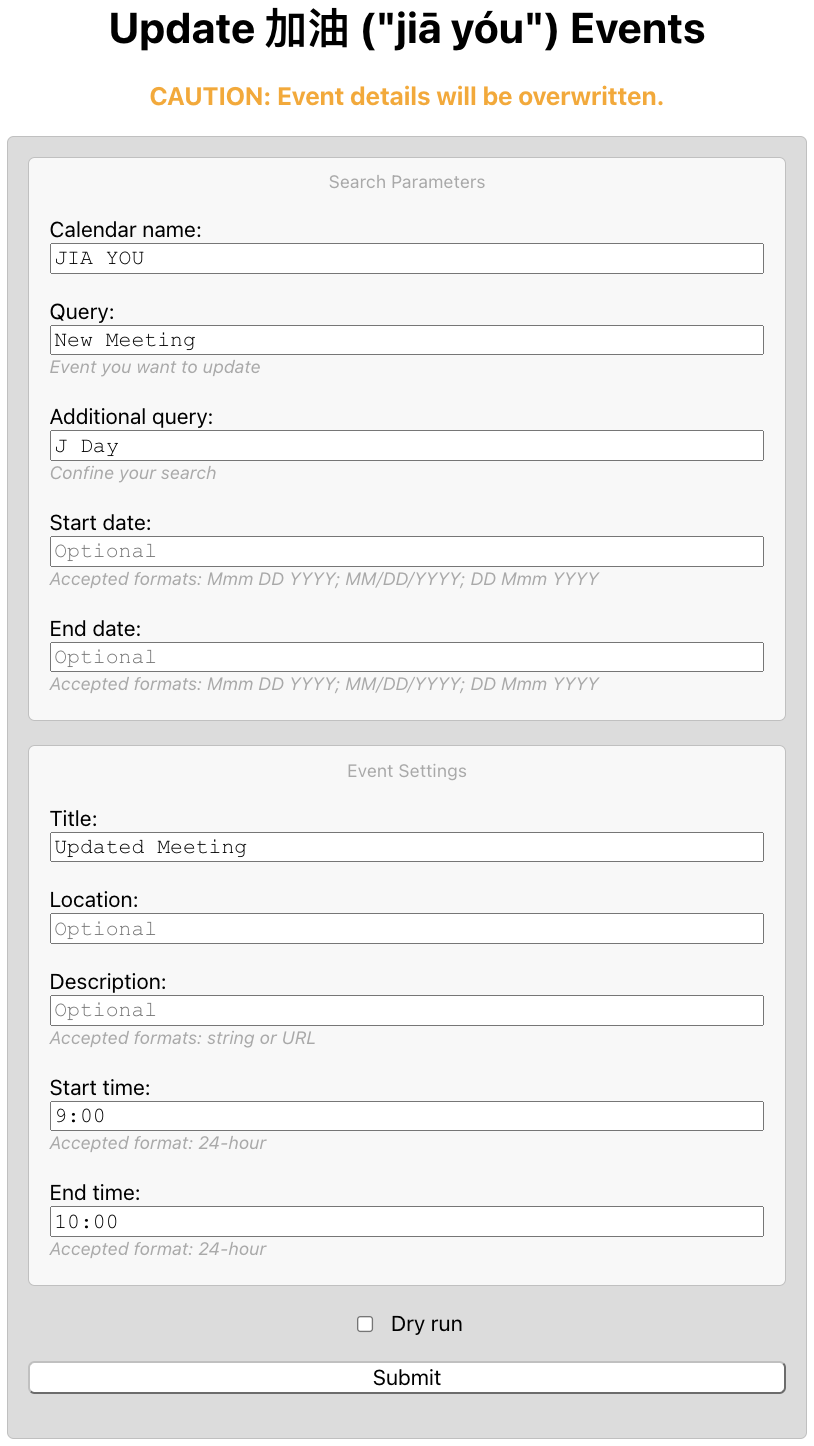 Update 加油 ("jiā yóu") Events
CAUTION: Event details will be overwritten.
Search Parameters
Calendar name:
JIA YOU
Query:
New Meeting
Event you want to update
Additional query:
J Day
Confine your search
Start date:
Optional
Accepted formats: Mmm DD YYYY; MM/DD/YYYY; DD Mmm YYYY
End date:
Optional
Accepted formats: Mmm DD YYYY; MM/DD/YYYY; DD Mmm YYYY
Event Settings
Title:
Updated Meeting
Location:
Optional
Description:
Optional
Accepted formats: string or URL
Start time:
9:00
Accepted format: 24-hour
End time:
10:00
Accepted format: 24-hour
Dry run
Submit